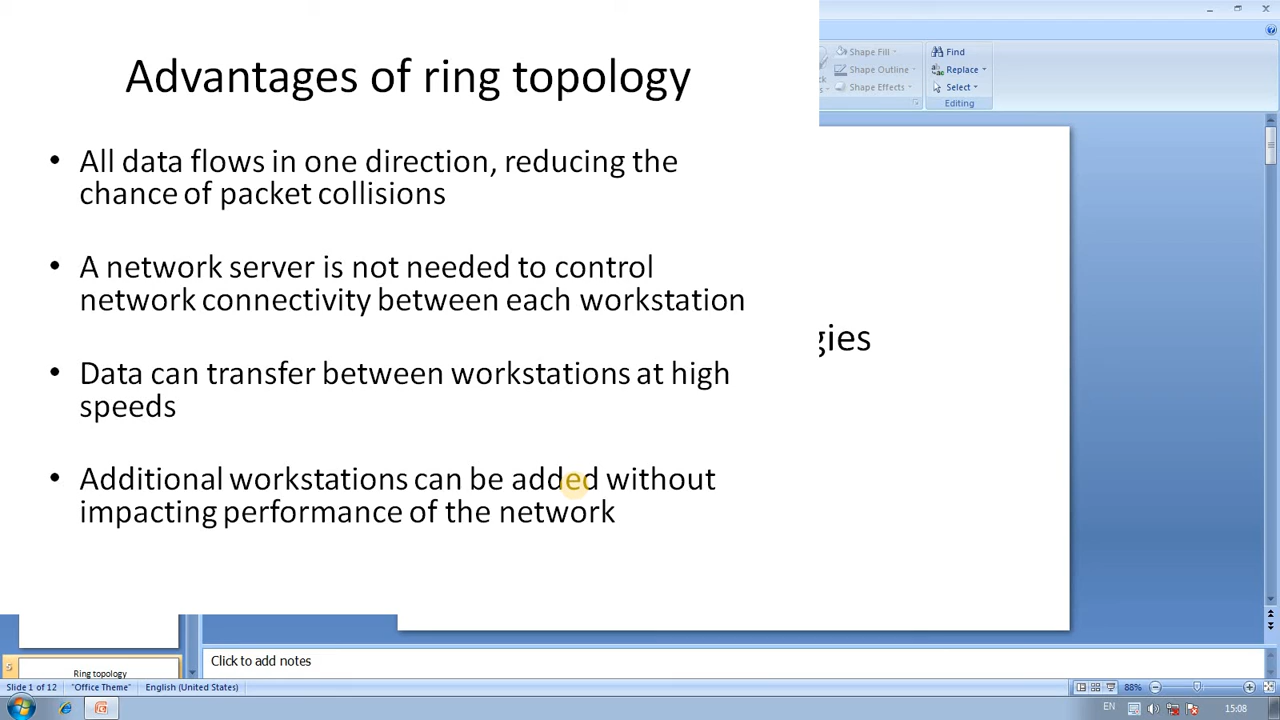 Advantages of ring topology
• All data flows in one direction, reducing the
chance of packet collisions
• A network server is not needed to control
network connectivity between each workstation
• Data can transfer between workstations at high
speeds
• Additional workstations can be added without
impacting performance of the network
Shape Fill
Shape Outline
Shape Effects
Find
Replace
Select
Editing
gies
5
Ring topology
Click to add notes
Slide 1 of 12
"Office Theme"
English (United States)
88%
EN
15:08